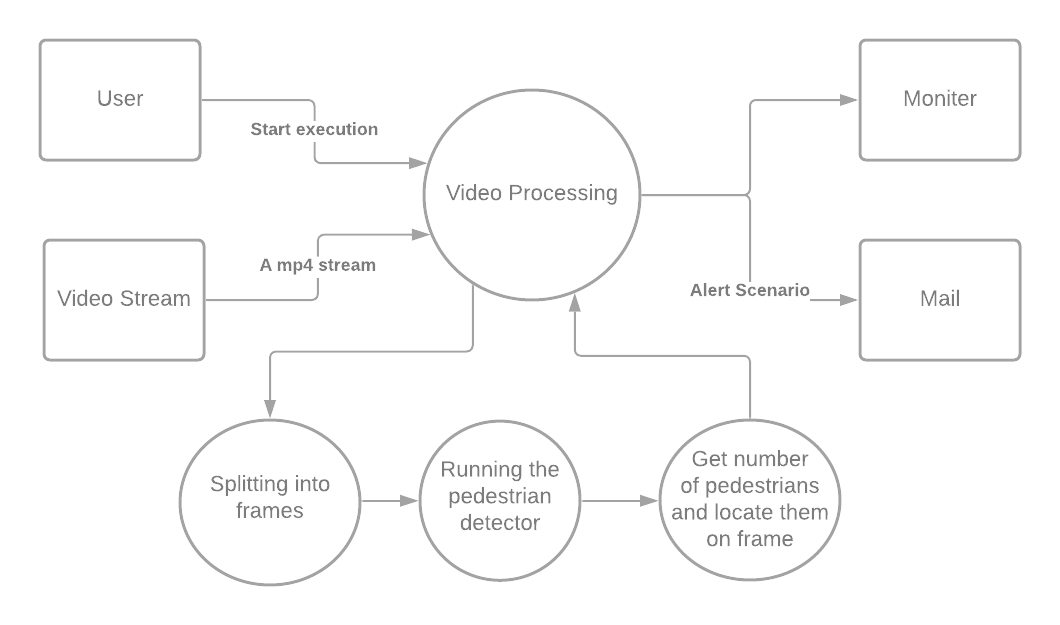 User
Start execution
Video Processing
Moniter
Video Stream
A mp4 stream
Alert Scenario
Mail
Splitting into
frames
Running the
pedestrian
detector
Get number
of pedestrians
and locate them
on frame